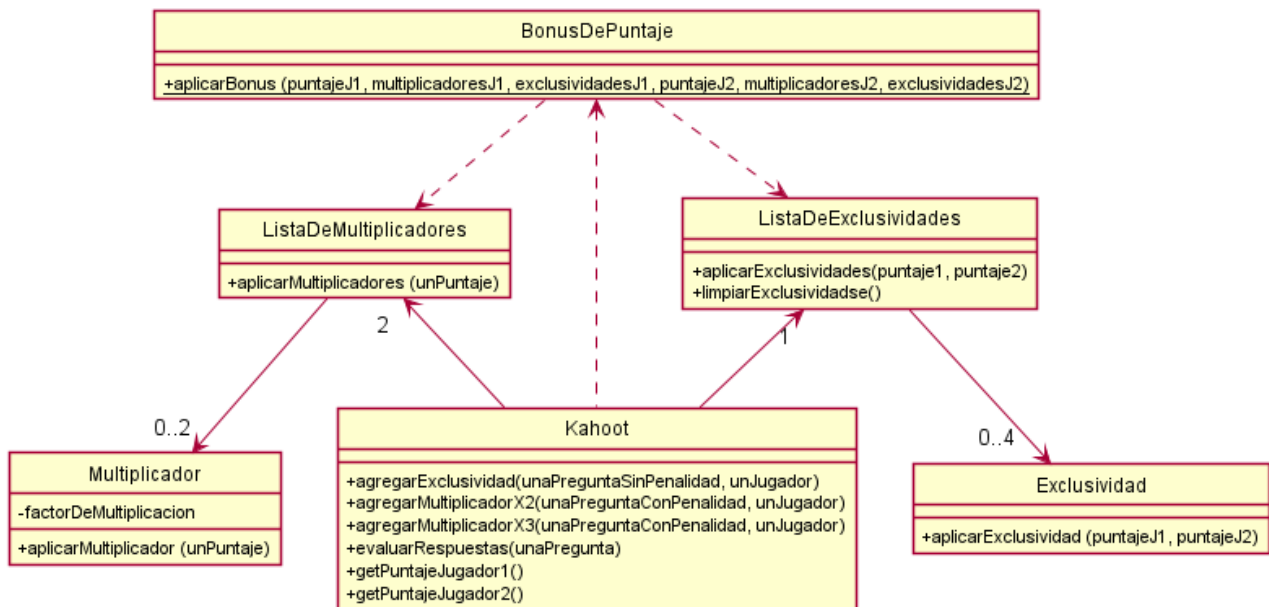 BonusDePuntaje
+aplicarBonus (puntajeJ1, multiplicadoresJ1, exclusividadesJ1, puntajeJ2, multiplicadoresJ2, exclusividadesJ2)
ListaDeMultiplicadores
+aplicarMultiplicadores (unPuntaje)
ListaDeExclusividades
+aplicarExclusividades(puntaje1, puntaje2)
+limpiarExclusividadse()
2
1
0..2
0..4
Multiplicador
-factorDeMultiplicacion
+aplicarMultiplicador (unPuntaje)
Kahoot
+agregarExclusividad(unaPreguntaSinPenalidad, unJugador)
+agregarMultiplicadorX2(unaPreguntaConPenalidad, unJugador)
+agregarMultiplicadorX3(unaPreguntaConPenalidad, unJugador)
+evaluarRespuestas(unaPregunta)
+getPuntajeJugador1()
+getPuntajeJugador2()
Exclusividad
+aplicarExclusividad (puntajeJ1, puntajeJ2)